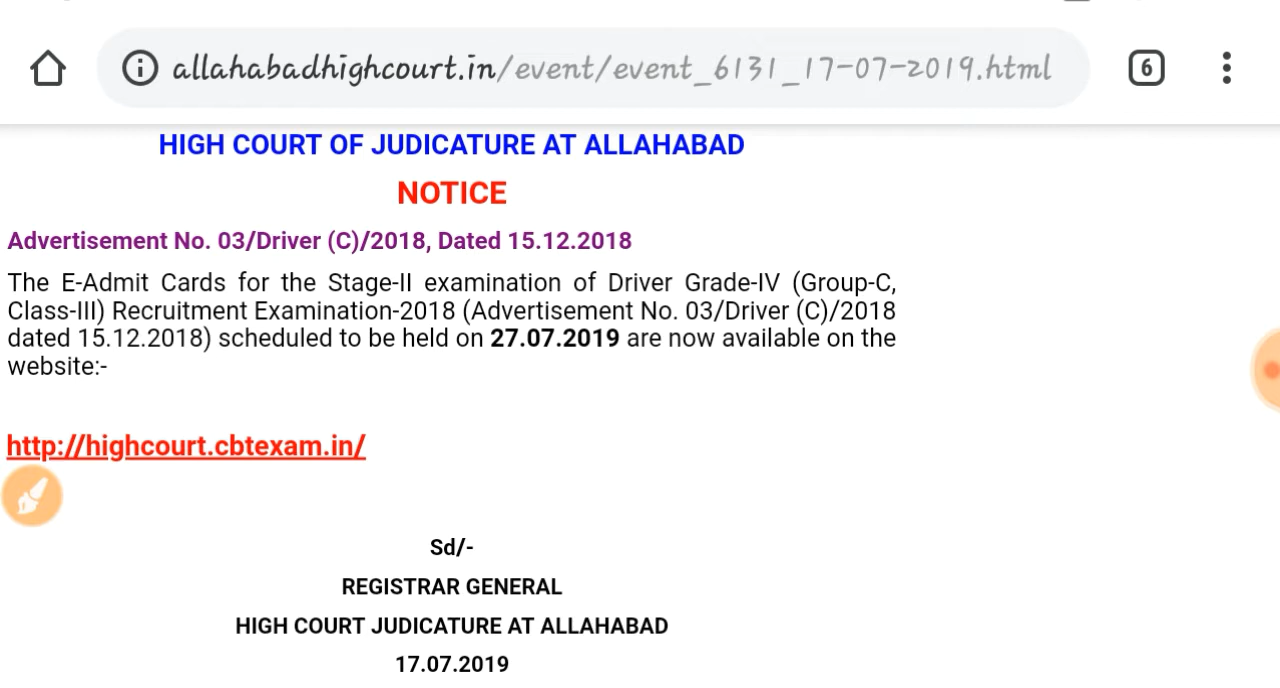 allahabadhighcourt.in/event/event_6131_17-07-2019.html
6
HIGH COURT OF JUDICATURE AT ALLAHABAD
NOTICE
Advertisement No. 03/Driver (C)/2018, Dated 15.12.2018
The E-Admit Cards for the Stage-II examination of Driver Grade-IV (Group-C,
Class-III) Recruitment Examination-2018 (Advertisement No. 03/Driver (C)/2018
dated 15.12.2018) scheduled to be held on 27.07.2019 are now available on the
website:-
http://highcourt.cbtexam.in/
Sd/-
REGISTRAR GENERAL
HIGH COURT JUDICATURE AT ALLAHABAD
17.07.2019